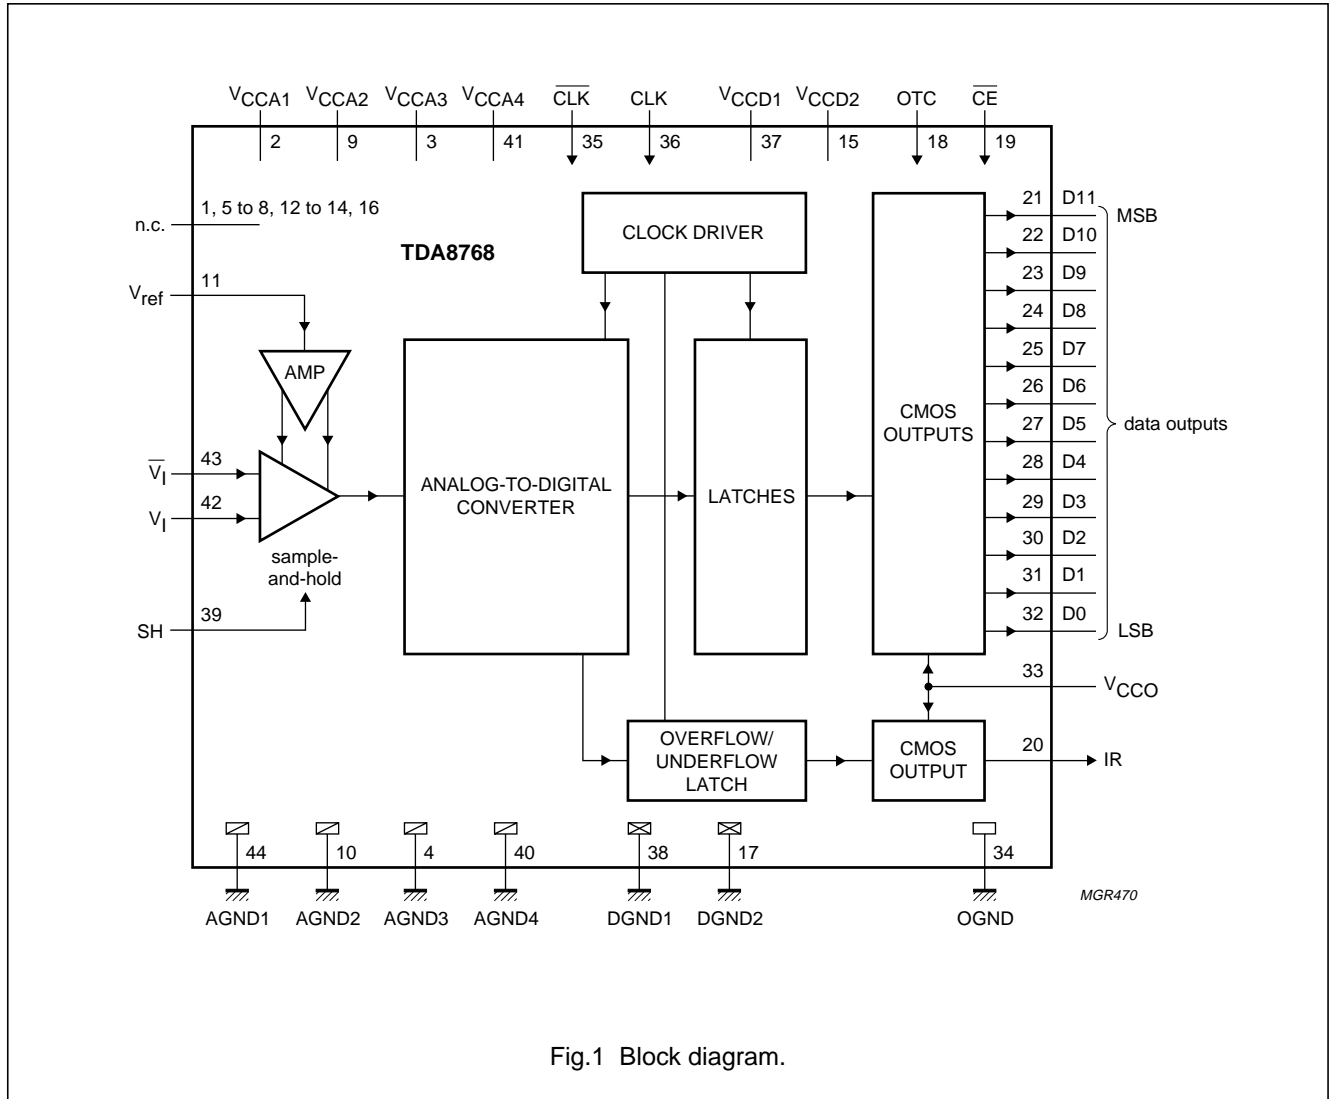 VCCA1 VCCA2 VCCA3 VCCA4 C̅L̅K̅ CLK VCCD1 VCCD2 OTC C̅E̅
2 9 3 41 35 36 37 15 18 19
n.c. 1, 5 to 8, 12 to 14, 16
TDA8768
CLOCK DRIVER
21 D11 MSB
22 D10
23 D9
24 D8
25 D7
26 D6
27 D5
28 D4
29 D3
30 D2
31 D1
32 D0 LSB
data outputs
Vref 11
AMP
V̅I 43
VI 42
sample-
and-hold
SH 39
ANALOG-TO-DIGITAL
CONVERTER
LATCHES
CMOS
OUTPUTS
33 VCCO
OVERFLOW/
UNDERFLOW
LATCH
CMOS
OUTPUT
20 IR
44 10 4 40 38 17 34
AGND1 AGND2 AGND3 AGND4 DGND1 DGND2 OGND
MGR470
Fig.1 Block diagram.